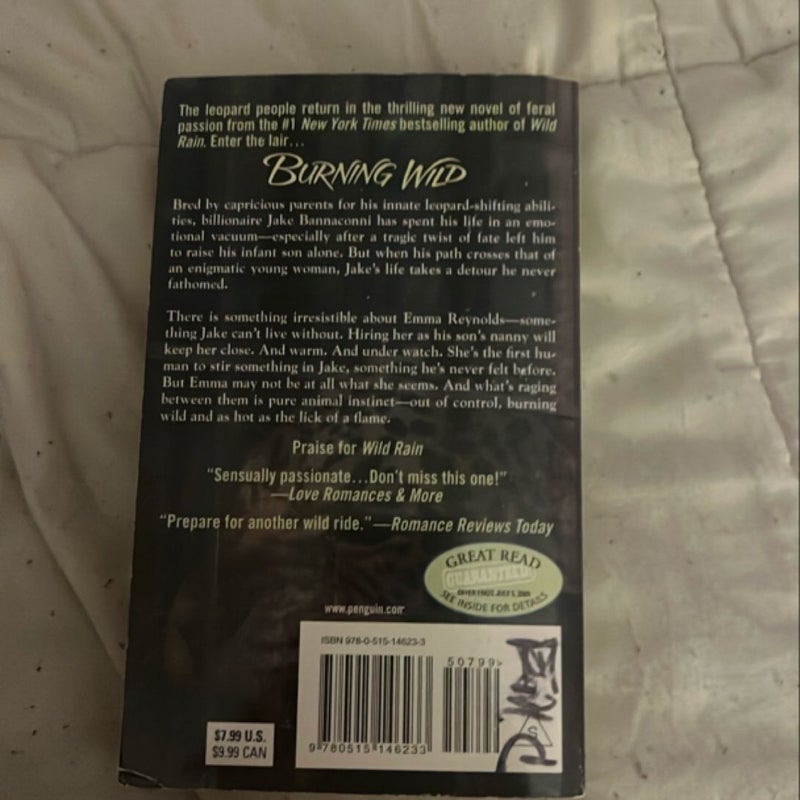 The leopard people return in the thrilling new novel of feral
passion from the #1 New York Times bestselling author of Wild
Rain. Enter the lair...
BURNING WILD
Bred by capricious parents for his innate leopard-shifting abili-
ties, billionaire Jake Bannaconni has spent his life in an emo-
tional vacuum—especially after a tragic twist of fate left him
to raise his infant son alone. But when his path crosses that of
an enigmatic young woman, Jake's life takes a detour he never
fathomed.
There is something irresistible about Emma Reynolds—some-
thing Jake can't live without. Hiring her as his son's nanny will
keep her close. And warm. And under watch. She's the first hu-
man to stir something in Jake, something he's never felt before.
But Emma may not be at all what she seems. And what's raging
between them is pure animal instinct—out of control, burning
wild and as hot as the lick of a flame.
Praise for Wild Rain
"Sensually passionate...Don't miss this one!"
—Love Romances & More
"Prepare for another wild ride."—Romance Reviews Today
GREAT READ
GUARANTEED
OFFER ENDS JULY 5, 2009
SEE INSIDE FOR DETAILS
www.penguin.com
ISBN 978-0-515-14623-3
50799>
S
9 780515 146233
$7.99 U.S.
$9.99 CAN